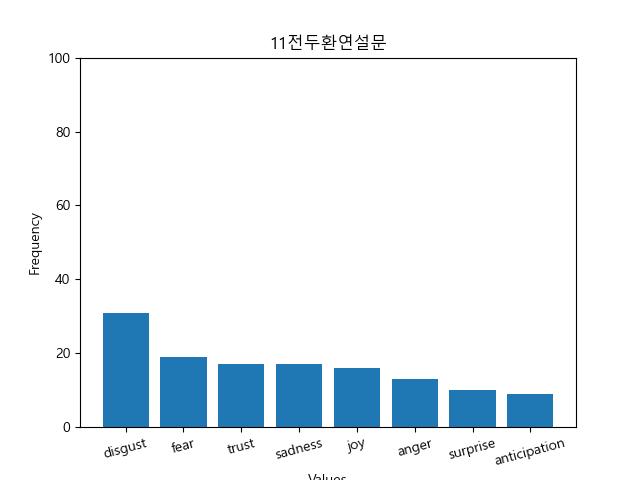 11전두환연설문
100
80
60
40
20
0
Frequency
disgust fear trust sadness joy anger surprise anticipation
Values